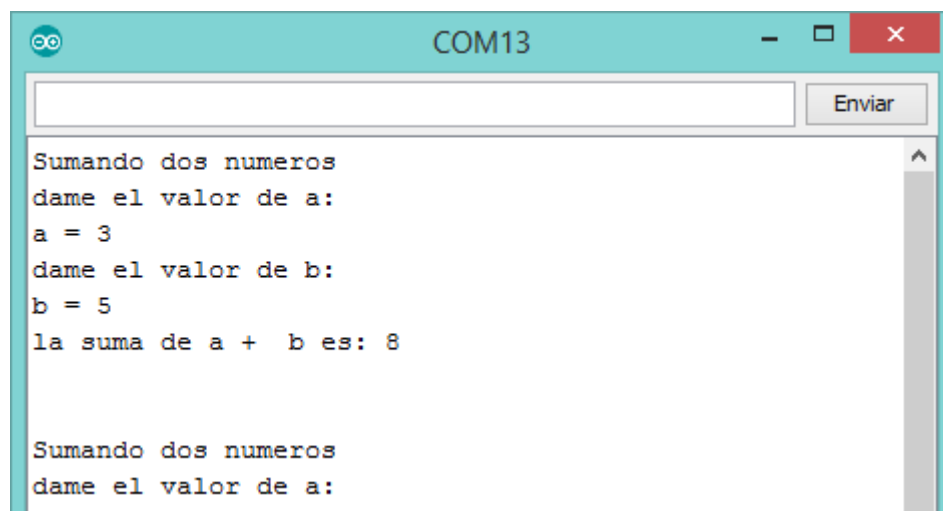 COM13
Enviar
Sumando dos numeros
dame el valor de a:
a = 3
dame el valor de b:
b = 5
la suma de a +  b es: 8
Sumando dos numeros
dame el valor de a: